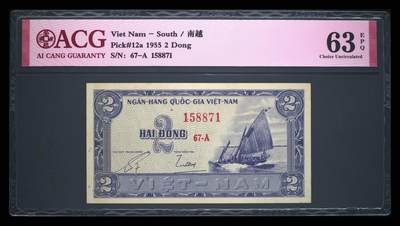 ACG
AI CANG GUARANTY
Viet Nam - South / 南越
Pick#12a 1955 2 Dong
S/N: 67-A 158871
63 EPQ
Choice Uncirculated
NGÂN-HÀNG QUỐC-GIA VIỆT-NAM
2
158871
HAI ĐỒNG
67-A
2
2
VIỆT-NAM
2